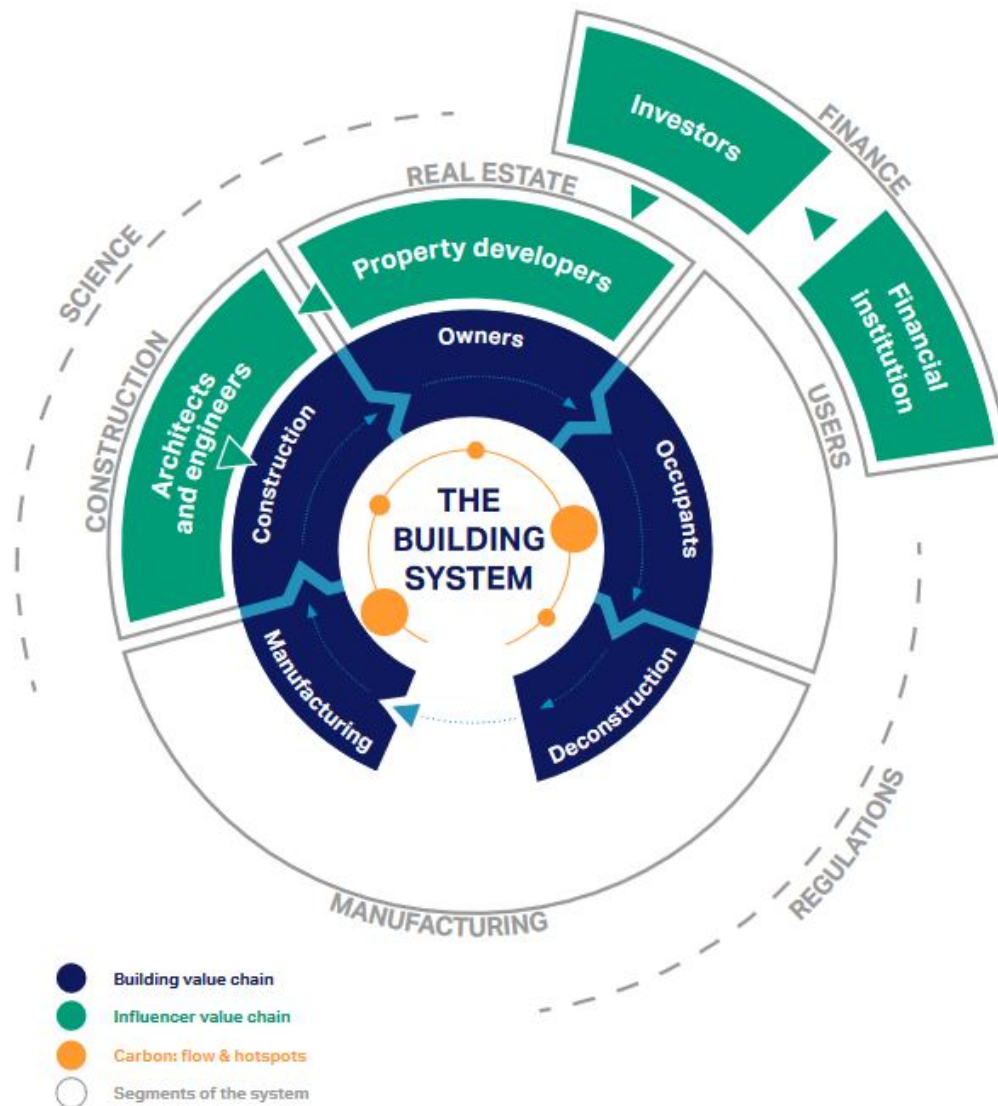 FINANCE
Investors
Financial
institution
REAL ESTATE
Property developers
SCIENCE
CONSTRUCTION
Architects
and engineers
USERS
Owners
Construction
Occupants
THE
BUILDING
SYSTEM
Manufacturing
Deconstruction
MANUFACTURING
REGULATIONS
Building value chain
Influencer value chain
Carbon: flow & hotspots
Segments of the system